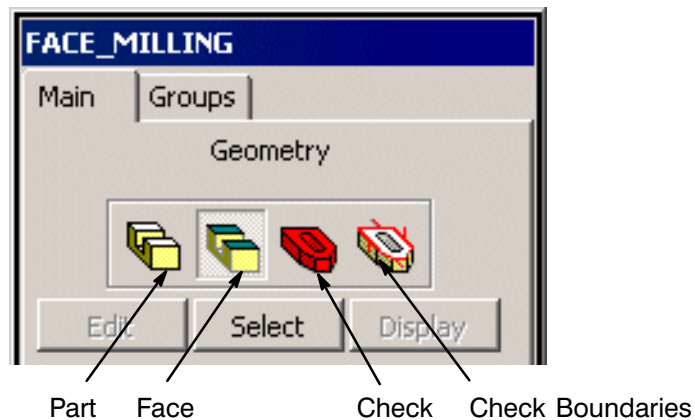 FACE_MILLING
Main Groups
Geometry
Edit Select Display
Part Face Check Check Boundaries